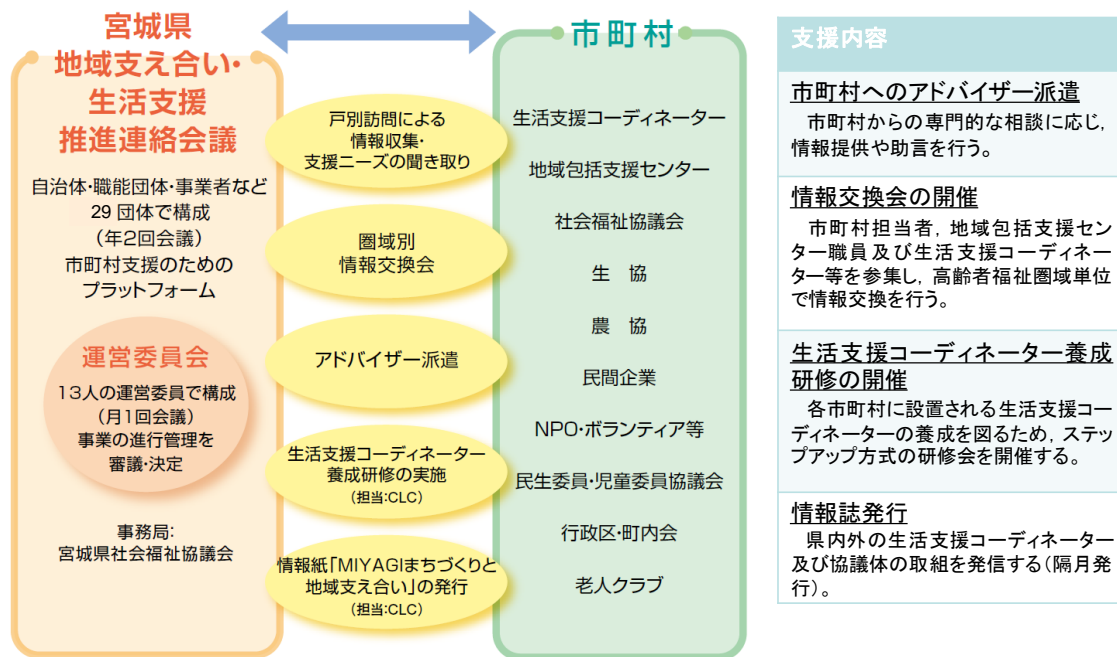 宮城県
地域支え合い・
生活支援
推進連絡会議
自治体・職能団体・事業者など
29 団体で構成
(年2回会議)
市町村支援のための
プラットフォーム
運営委員会
13人の運営委員で構成
(月1回会議)
事業の進行管理を
審議・決定
事務局：
宮城県社会福祉協議会
戸別訪問による
情報収集・
支援ニーズの聞き取り
圏域別
情報交換会
アドバイザー派遣
生活支援コーディネーター
養成研修の実施
(担当:CLC)
情報紙「MIYAGIまちづくりと
地域支え合い」の発行
(担当:CLC)
市町村
生活支援コーディネーター
地域包括支援センター
社会福祉協議会
生　協
農　協
民間企業
NPO・ボランティア等
民生委員・児童委員協議会
行政区・町内会
老人クラブ
支援内容
市町村へのアドバイザー派遣
　市町村からの専門的な相談に応じ，
情報提供や助言を行う。
情報交換会の開催
　市町村担当者，地域包括支援セン
ター職員及び生活支援コーディネー
ター等を参集し，高齢者福祉圏域単位
で情報交換を行う。
生活支援コーディネーター養成
研修の開催
　各市町村に設置される生活支援コー
ディネーターの養成を図るため，ステッ
プアップ方式の研修会を開催する。
情報誌発行
　県内外の生活支援コーディネーター
及び協議体の取組を発信する（隔月発
行）。